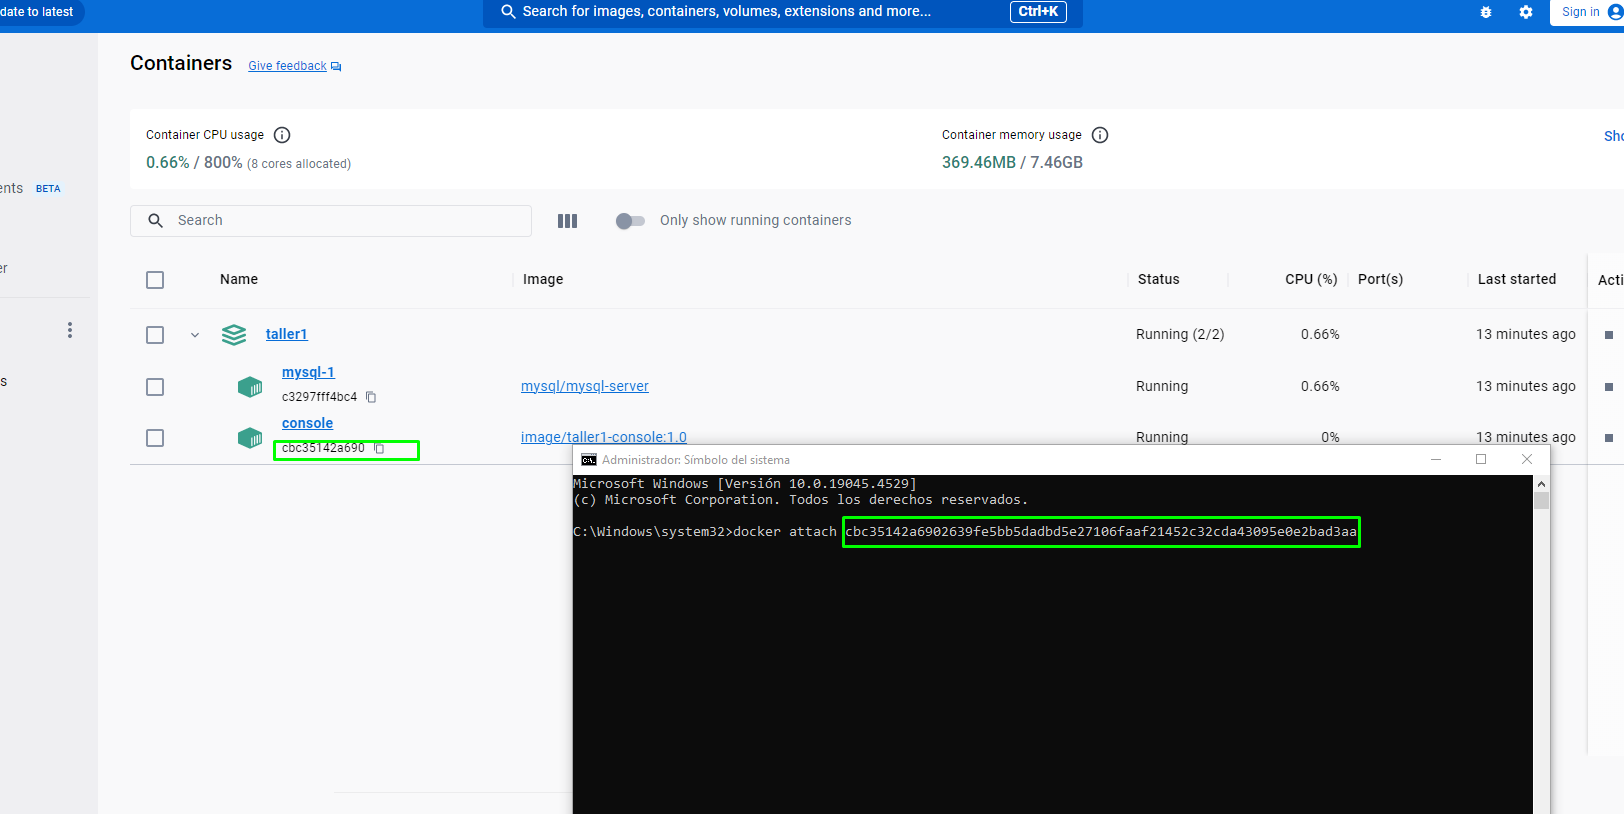 date to latest
Search for images, containers, volumes, extensions and more...
Ctrl+K
Sign in
Containers
Give feedback
Container CPU usage
0.66% / 800% (8 cores allocated)
Container memory usage
369.46MB / 7.46GB
Sho
ents BETA
Search
Only show running containers
er
Name
Image
Status
CPU (%)
Port(s)
Last started
Acti
taller1
Running (2/2)
0.66%
13 minutes ago
mysql-1
c3297fff4bc4
mysql/mysql-server
Running
0.66%
13 minutes ago
s
console
cbc35142a690
image/taller1-console:1.0
Running
0%
13 minutes ago
Administrador: Símbolo del sistema
Microsoft Windows [Versión 10.0.19045.4529]
(c) Microsoft Corporation. Todos los derechos reservados.
C:\Windows\system32>docker attach cbc35142a6902639fe5bb5dadbd5e27106faaf21452c32cda43095e0e2bad3aa